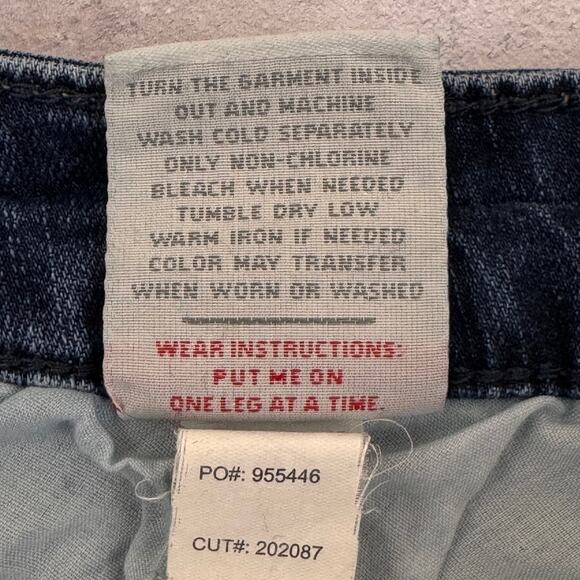 TURN THE GARMENT INSIDE
OUT AND MACHINE
WASH COLD SEPARATELY
ONLY NON-CHLORINE
BLEACH WHEN NEEDED
TUMBLE DRY LOW
WARM IRON IF NEEDED
COLOR MAY TRANSFER
WHEN WORN OR WASHED
WEAR INSTRUCTIONS:
PUT ME ON
ONE LEG AT A TIME.
PO#: 955446
CUT#: 202087